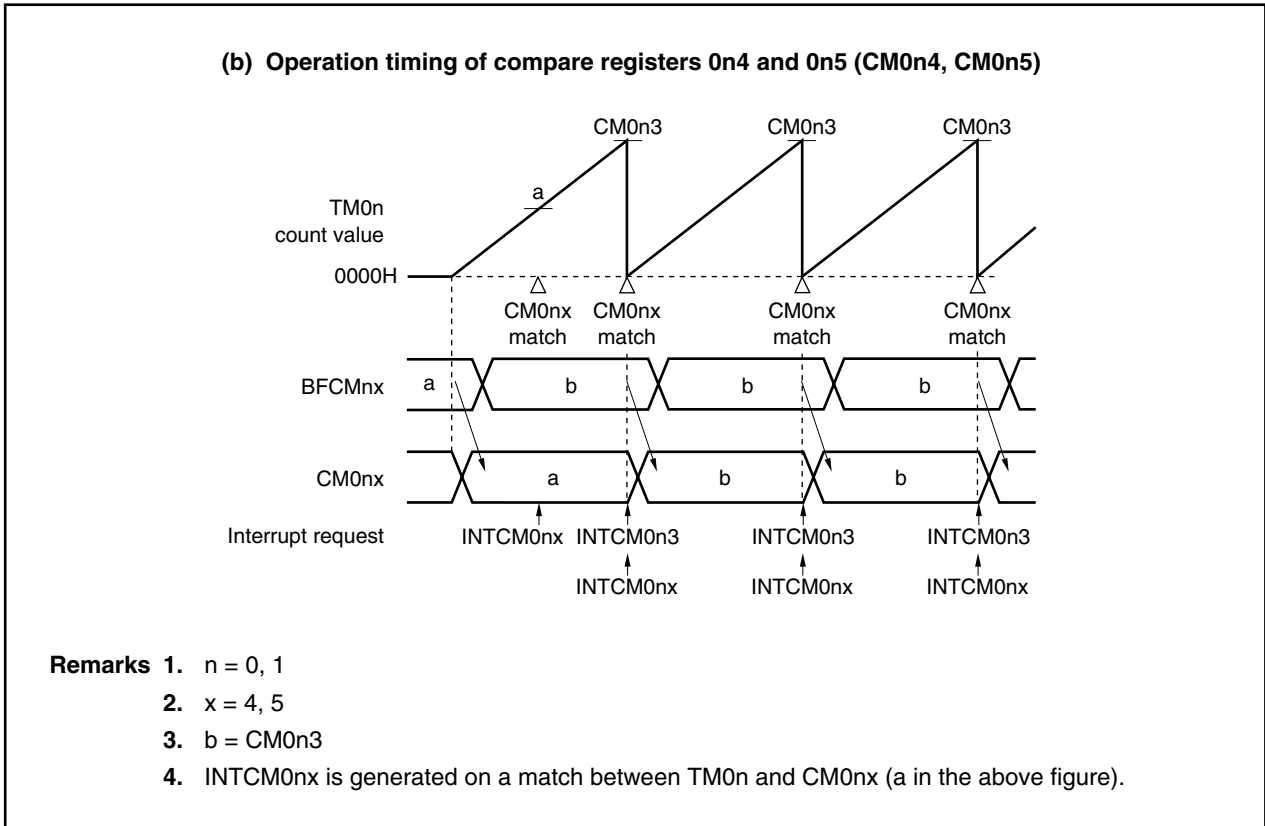 (b) Operation timing of compare registers 0n4 and 0n5 (CM0n4, CM0n5)
CM0n3 CM0n3 CM0n3
a
TM0n
count value
0000H
CM0nx CM0nx CM0nx CM0nx
match match match match
BFCMnx a b b b
CM0nx a b b
Interrupt request INTCM0nx INTCM0n3 INTCM0n3 INTCM0n3
INTCM0nx INTCM0nx INTCM0nx
Remarks 1. n = 0, 1
2. x = 4, 5
3. b = CM0n3
4. INTCM0nx is generated on a match between TM0n and CM0nx (a in the above figure).